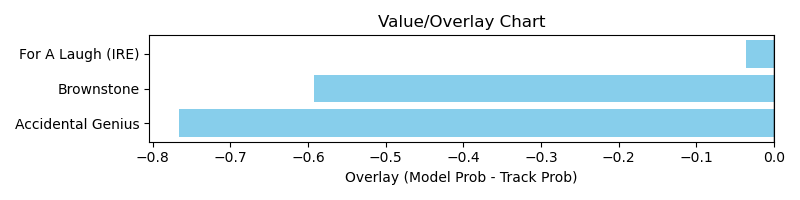 Value/Overlay Chart
For A Laugh (IRE)
Brownstone
Accidental Genius
−0.8 −0.7 −0.6 −0.5 −0.4 −0.3 −0.2 −0.1 0.0
Overlay (Model Prob - Track Prob)